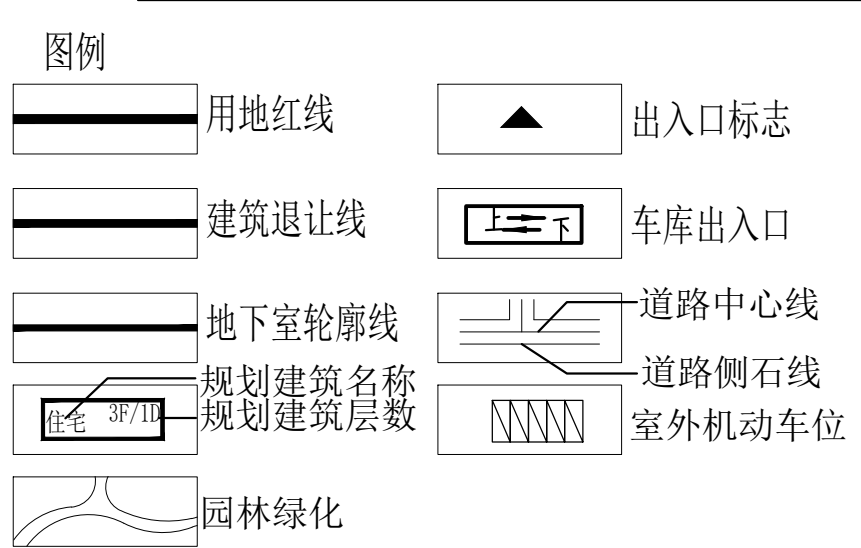 图例
用地红线
出入口标志
建筑退让线
上
下
车库出入口
地下室轮廓线
道路中心线
道路侧石线
规划建筑名称
住宅 3F/1D
规划建筑层数
室外机动车位
园林绿化